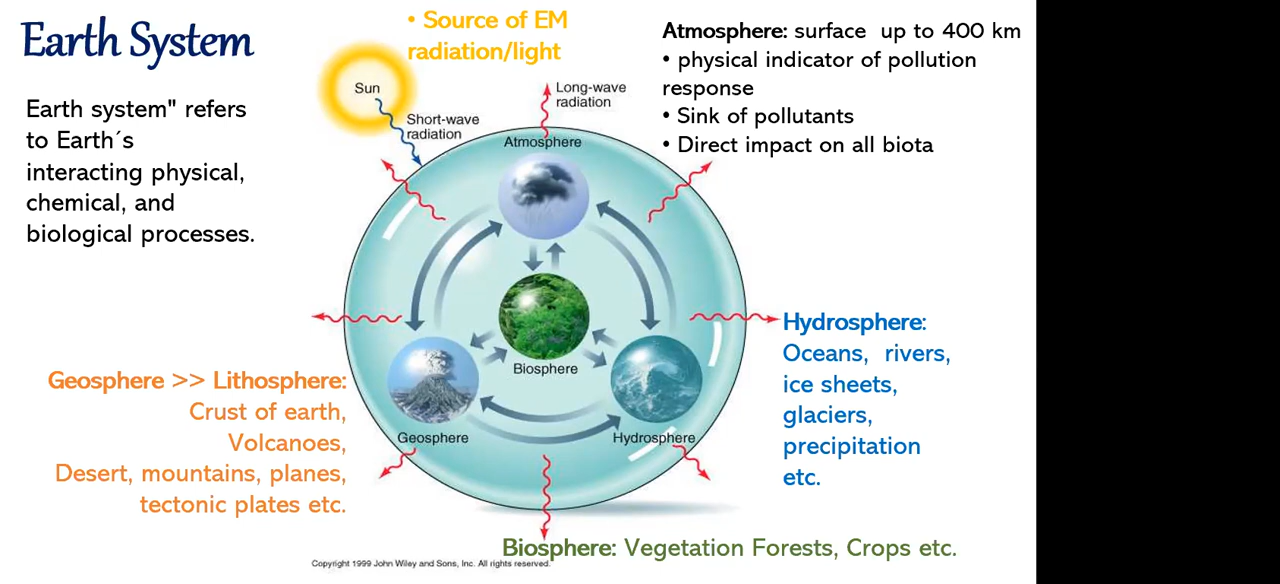 Earth System
Earth system" refers
to Earth´s
interacting physical,
chemical, and
biological processes.
• Source of EM
radiation/light
Sun
Short-wave
radiation
Long-wave
radiation
Atmosphere: surface up to 400 km
• physical indicator of pollution
response
• Sink of pollutants
• Direct impact on all biota
Atmosphere
Biosphere
Geosphere
Hydrosphere
Geosphere >> Lithosphere:
Crust of earth,
Volcanoes,
Desert, mountains, planes,
tectonic plates etc.
Hydrosphere:
Oceans, rivers,
ice sheets,
glaciers,
precipitation
etc.
Biosphere: Vegetation Forests, Crops etc.
Copyright 1999 John Wiley and Sons, Inc. All rights reserved.